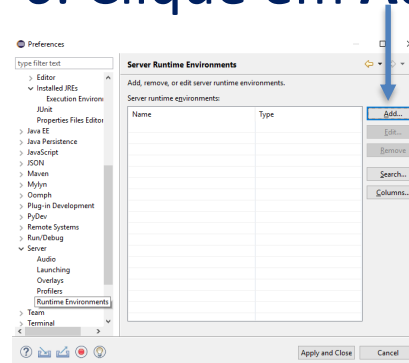 Clique em
Preferences
type filter text
Server Runtime Environments
Editor
Installed JREs
Execution Environ
JUnit
Properties Files Editor
Java EE
Java Persistence
JavaScript
JSON
Maven
Mylyn
Oomph
Plug-in Development
PyDev
Remote Systems
Run/Debug
Server
Audio
Launching
Overlays
Profilers
Runtime Environments
Team
Terminal
Add, remove, or edit server runtime environments.
Server runtime environments:
Name Type
Add...
Edit...
Remove
Search...
Columns...
Apply and Close Cancel